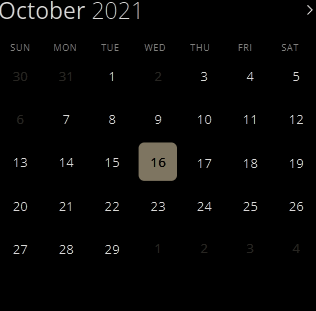 October 2021
SUN MON TUE WED THU FRI SAT
30 31 1 2 3 4 5
6 7 8 9 10 11 12
13 14 15 16 17 18 19
20 21 22 23 24 25 26
27 28 29 1 2 3 4